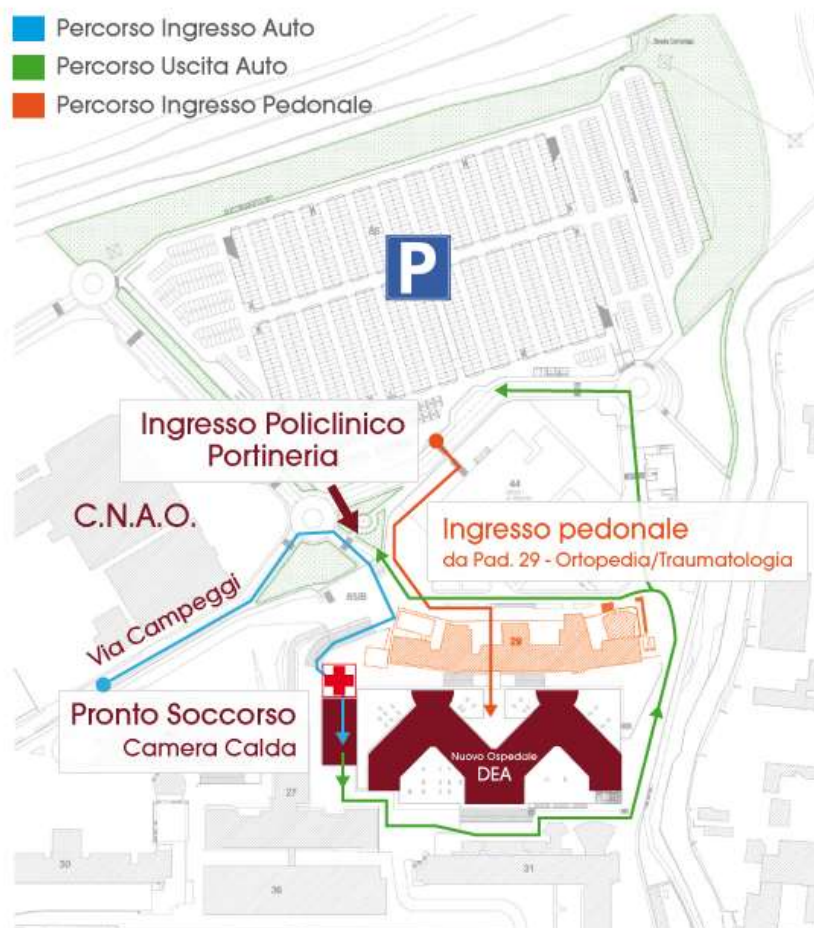 Percorso Ingresso Auto
Percorso Uscita Auto
Percorso Ingresso Pedonale
P
Ingresso Policlinico
Portineria
C.N.A.O.
44
Ingresso pedonale
da Pad. 29 - Ortopedia/Traumatologia
Via Campeggi
85/B
29
Pronto Soccorso
Camera Calda
Nuovo Ospedale
DEA
27
30
36
31